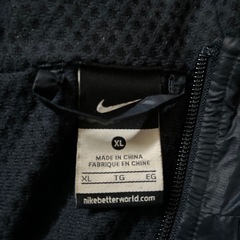 XL
MADE IN CHINA
FABRIQUÉ EN CHINE
XL TG EG
nikebetterworld.com